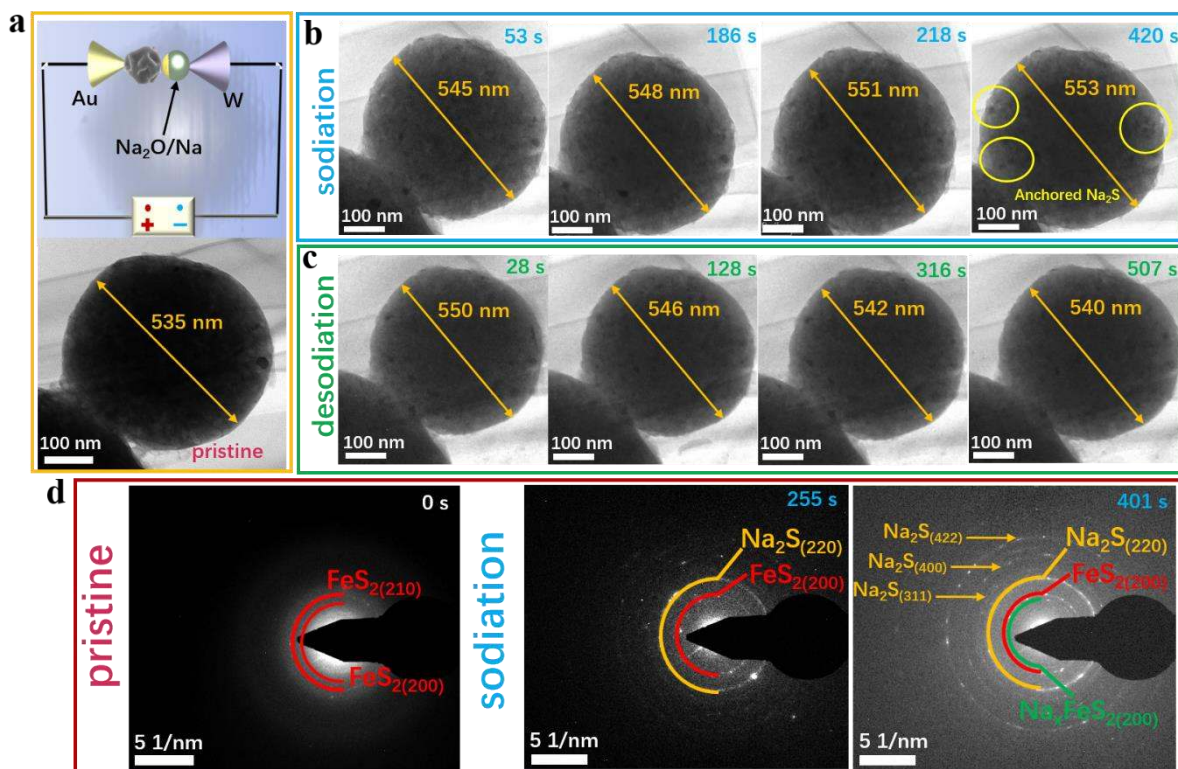 a
Au
W
Na₂O/Na
+ −
535 nm
100 nm
pristine
b
sodiation
53 s
545 nm
100 nm
186 s
548 nm
100 nm
218 s
551 nm
100 nm
420 s
553 nm
Anchored Na₂S
100 nm
c
desodiation
28 s
550 nm
100 nm
128 s
546 nm
100 nm
316 s
542 nm
100 nm
507 s
540 nm
100 nm
d
pristine
0 s
FeS₂(210)
FeS₂(200)
5 1/nm
sodiation
255 s
Na₂S(220)
FeS₂(200)
5 1/nm
401 s
Na₂S(422)
Na₂S(400)
Na₂S(311)
Na₂S(220)
FeS₂(200)
NaₓFeS₂(200)
5 1/nm